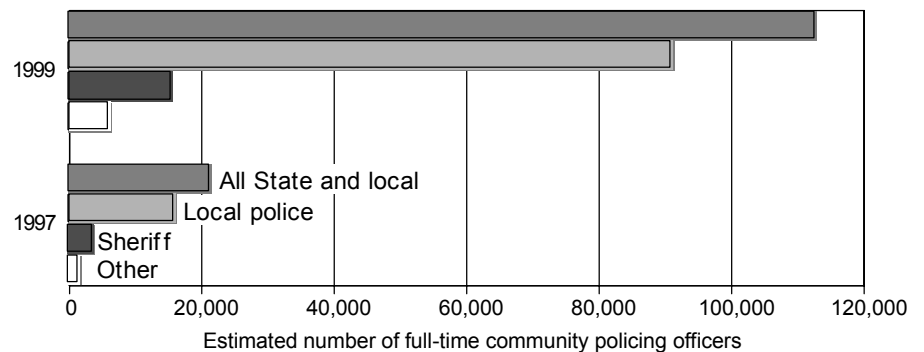 1999
1997
All State and local
Local police
Sheriff
Other
0 20,000 40,000 60,000 80,000 100,000 120,000
Estimated number of full-time community policing officers